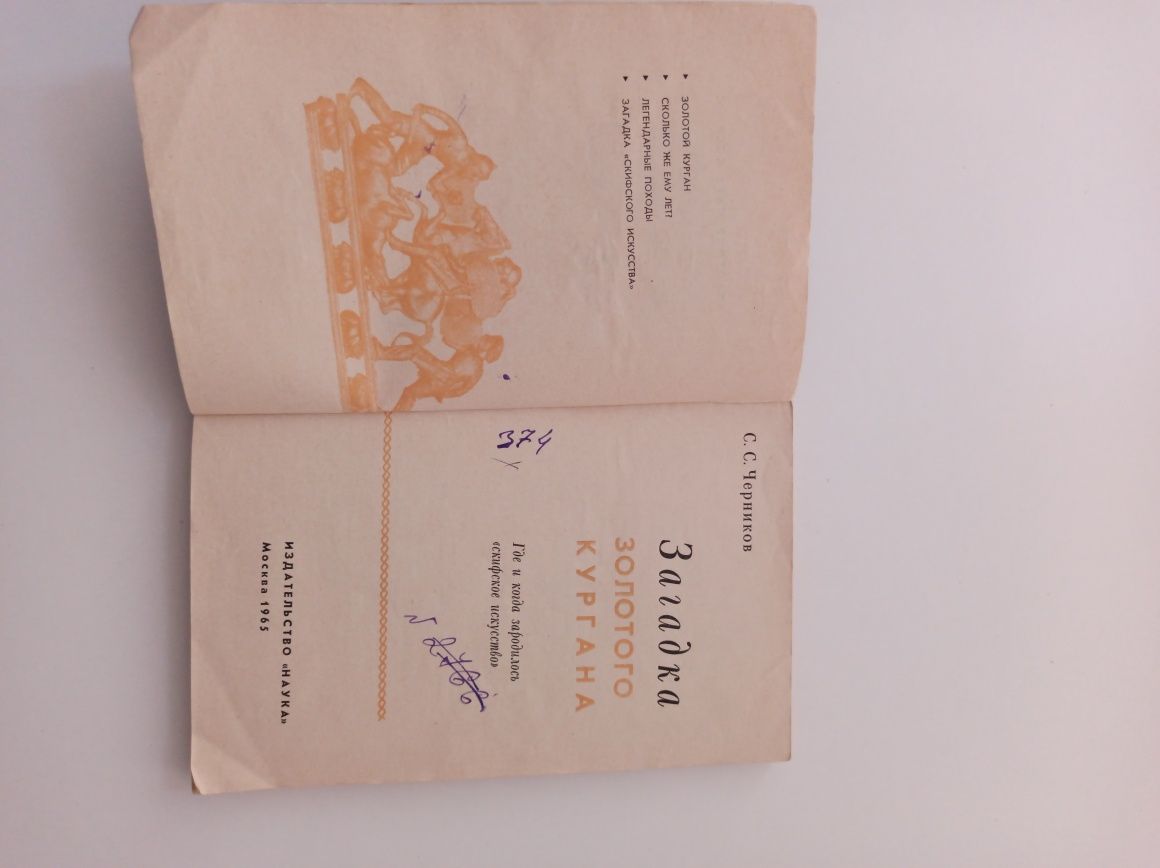 ▸ ЗОЛОТОЙ КУРГАН
▸ СКОЛЬКО ЖЕ ЕМУ ЛЕТ?
▸ ЛЕГЕНДАРНЫЕ ПОХОДЫ
▸ ЗАГАДКА «СКИФСКОГО ИСКУССТВА»
С. С. Черников
Загадка
ЗОЛОТОГО
КУРГАНА
Где и когда зародилось
«скифское искусство»
374
ИЗДАТЕЛЬСТВО «НАУКА»
Москва 1965